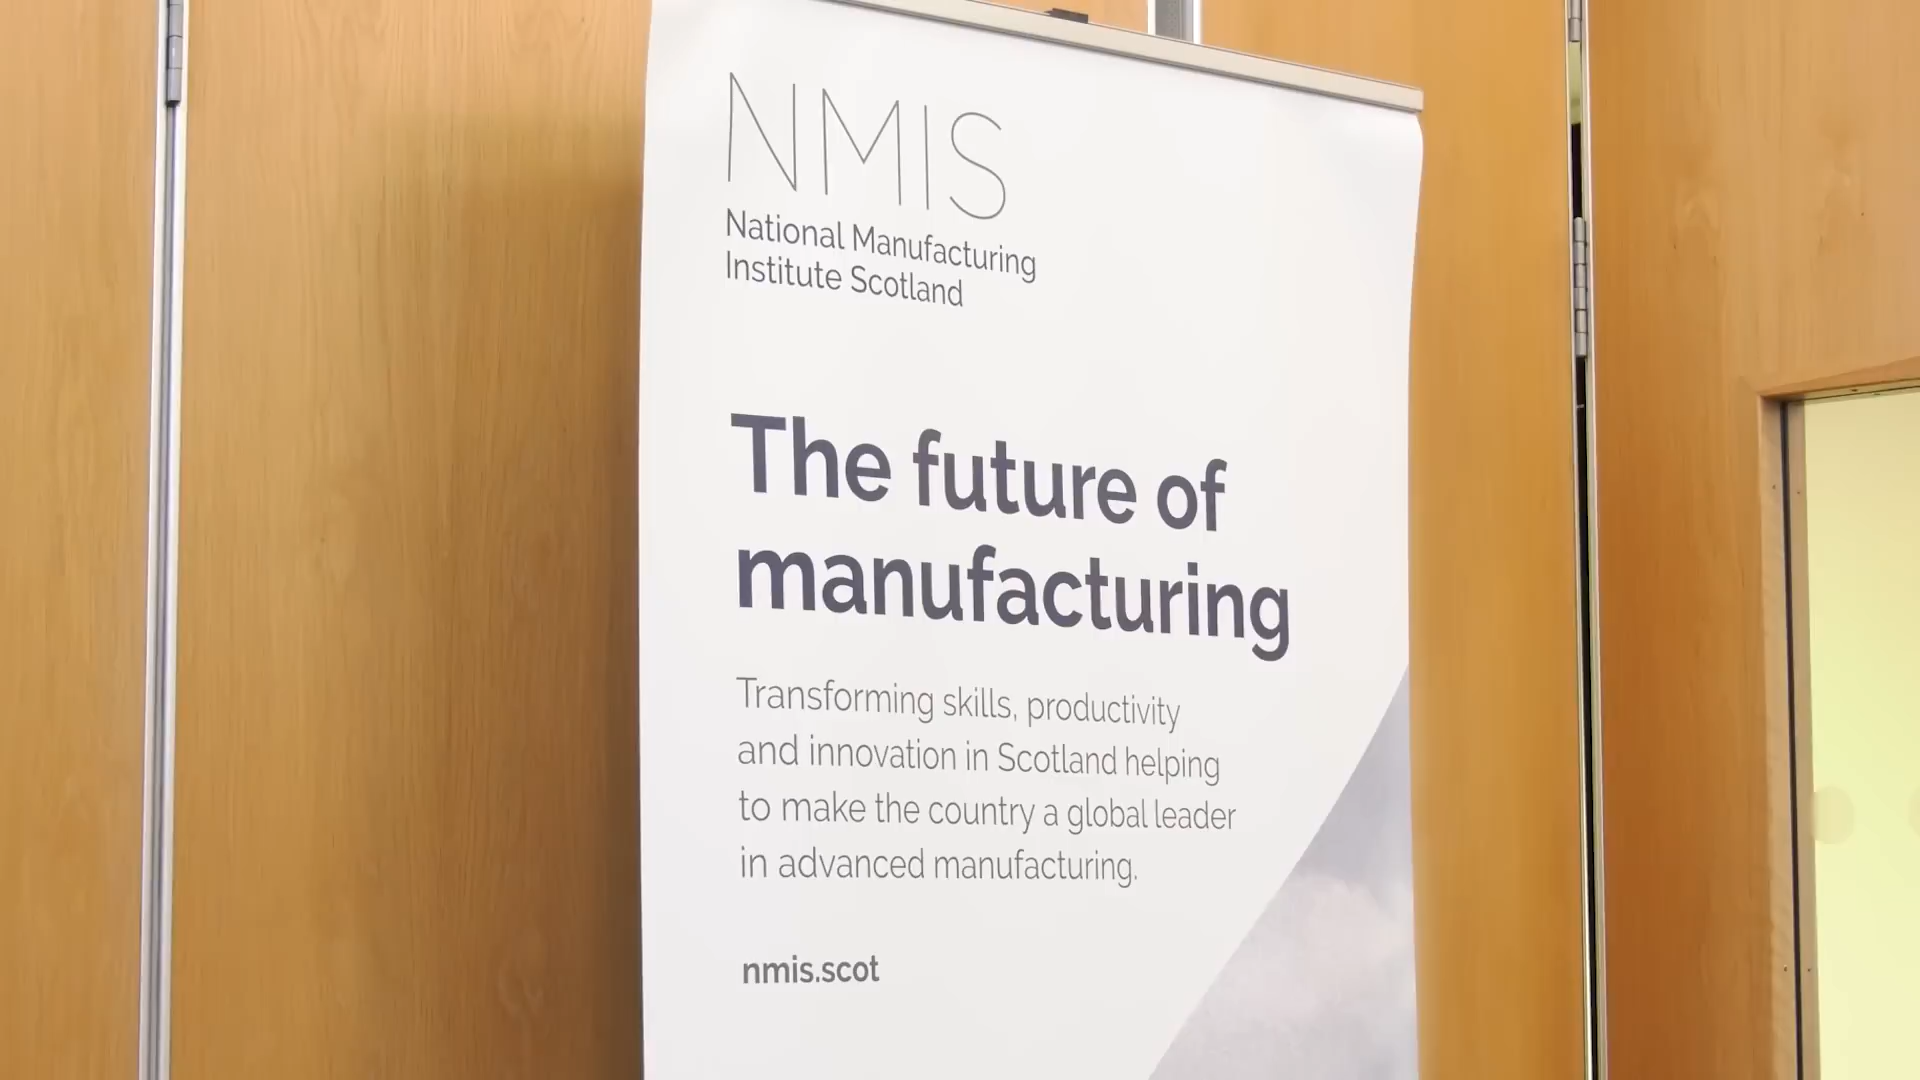 NMIS
National Manufacturing
Institute Scotland
The future of
manufacturing
Transforming skills, productivity
and innovation in Scotland helping
to make the country a global leader
in advanced manufacturing.
nmis.scot